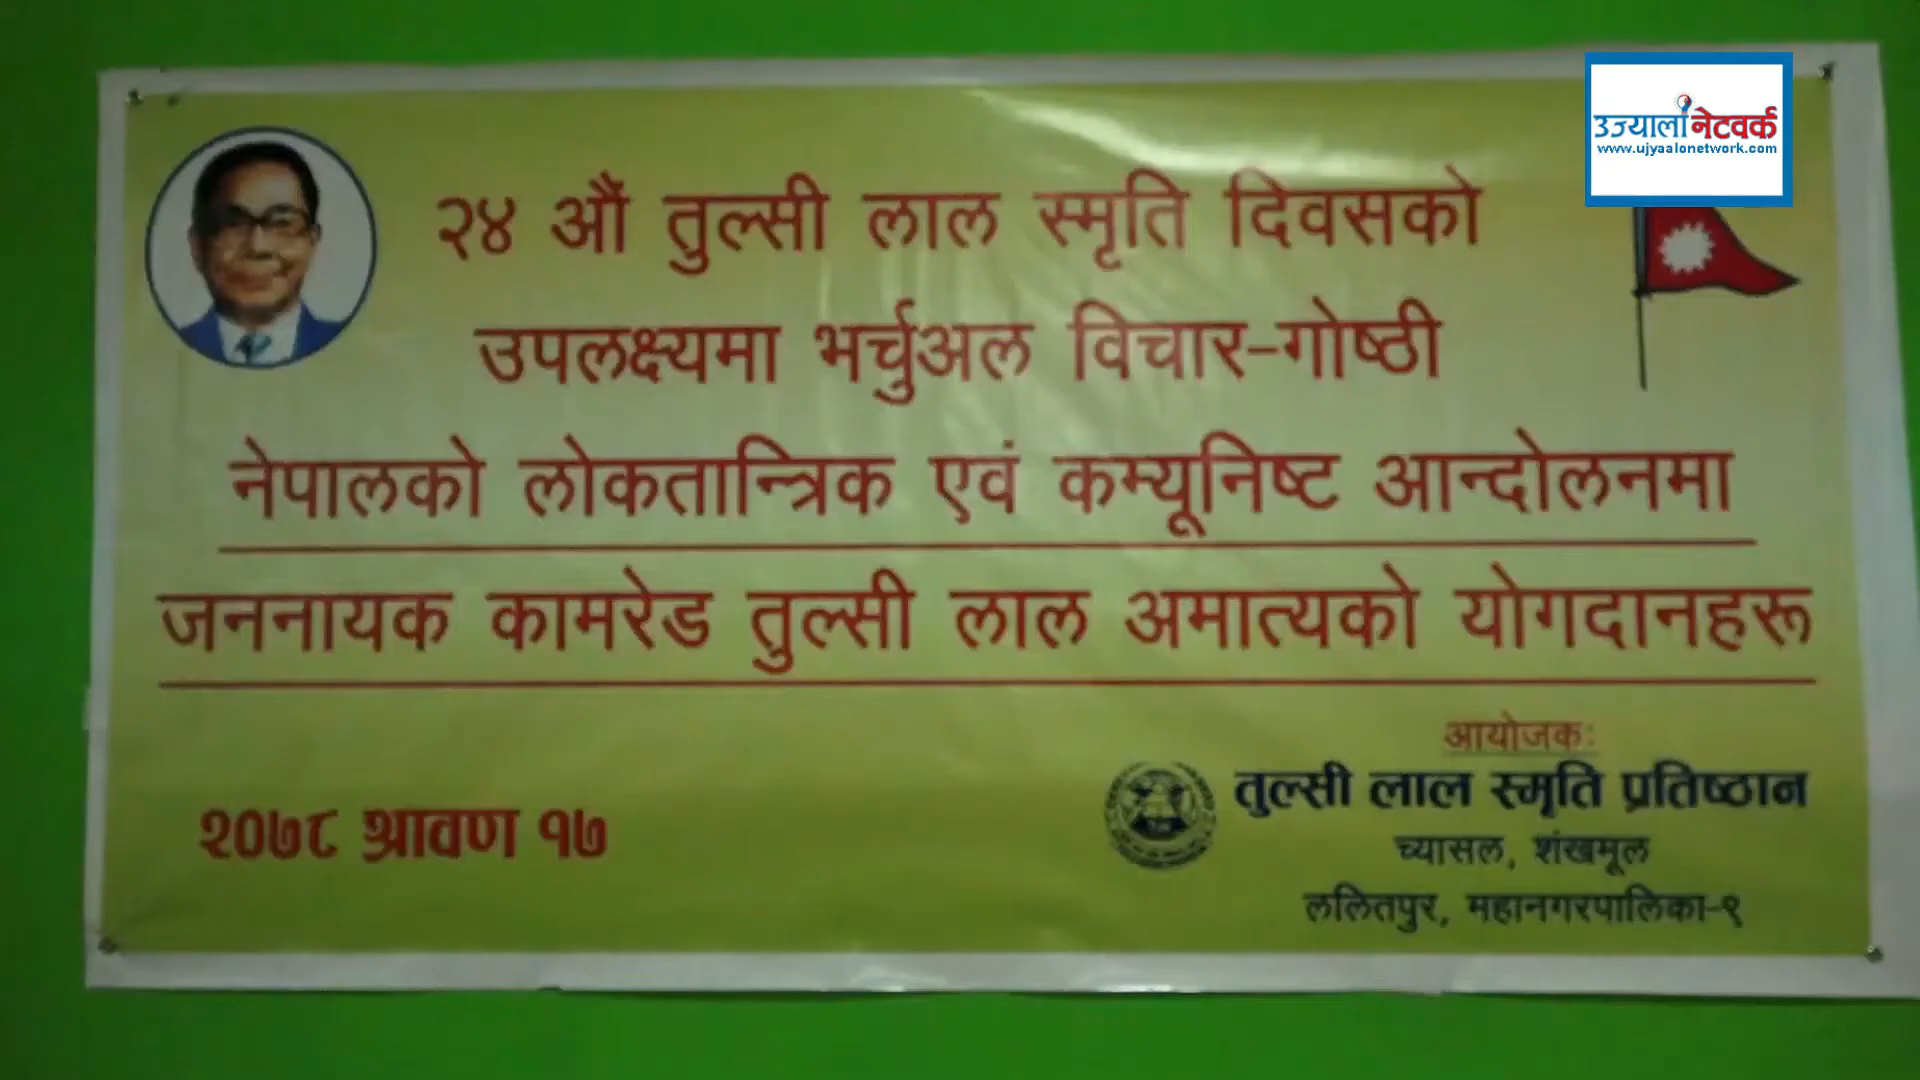 उज्यालो नेटवर्क
www.ujyaalonetwork.com
२४ औं तुल्सी लाल स्मृति दिवसको
उपलक्ष्यमा भर्चुअल विचार-गोष्ठी
नेपालको लोकतान्त्रिक एवं कम्यूनिष्ट आन्दोलनमा
जननायक कामरेड तुल्सी लाल अमात्यको योगदानहरू
२०७८ श्रावण १७
आयोजकः
तुल्सी लाल स्मृति प्रतिष्ठान
च्यासल, शंखमूल
ललितपुर, महानगरपालिका-९